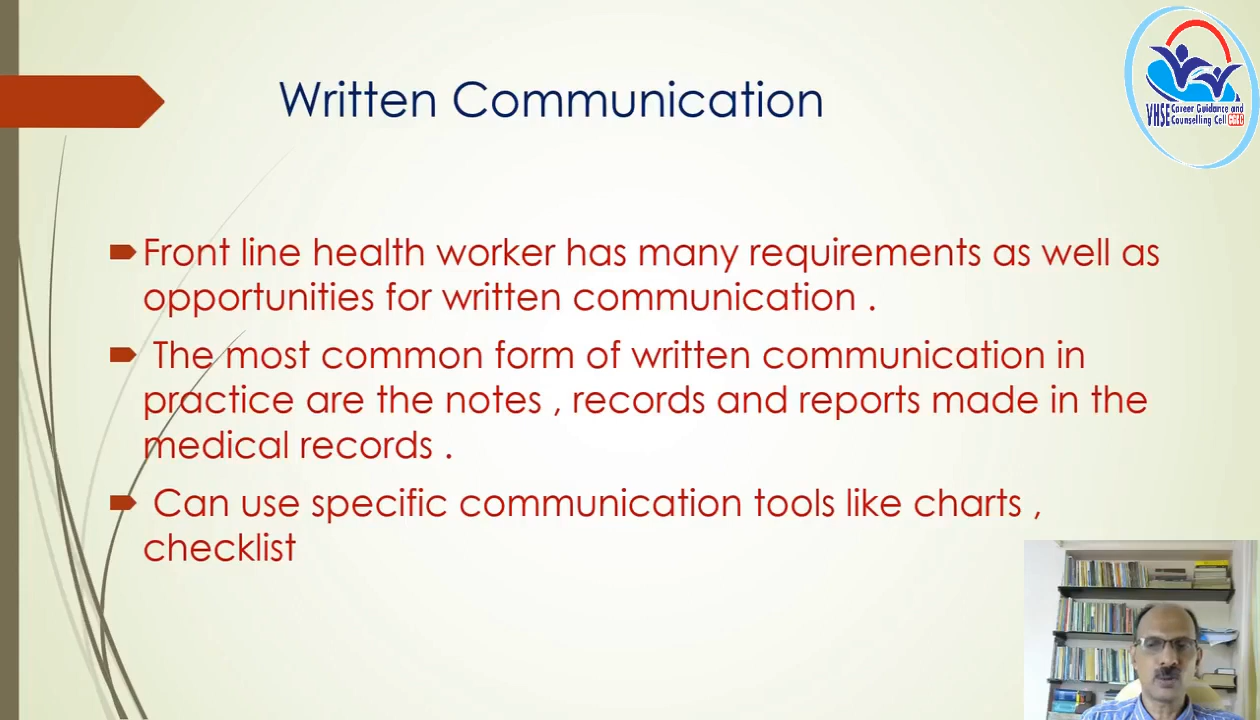 Written Communication
VHSE Career Guidance and
Counselling Cell CGCC
Front line health worker has many requirements as well as
opportunities for written communication .
The most common form of written communication in
practice are the notes , records and reports made in the
medical records .
Can use specific communication tools like charts ,
checklist